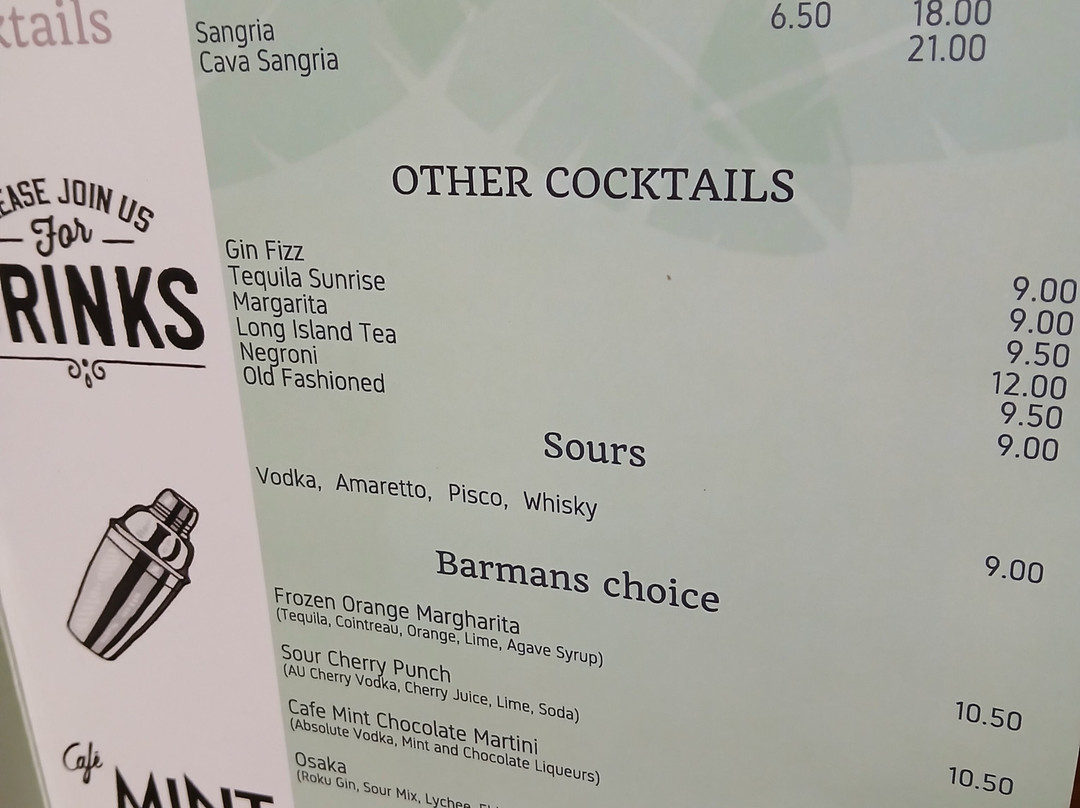 ktails
Sangria 6.50 18.00
Cava Sangria 21.00
EASE JOIN US
For
RINKS
OTHER COCKTAILS
Gin Fizz 9.00
Tequila Sunrise 9.00
Margarita 9.50
Long Island Tea 12.00
Negroni 9.50
Old Fashioned 9.00
Sours
Vodka, Amaretto, Pisco, Whisky 9.00
Barmans choice
Frozen Orange Margharita 10.50
(Tequila, Cointreau, Orange, Lime, Agave Syrup)
Sour Cherry Punch 10.50
(AU Cherry Vodka, Cherry Juice, Lime, Soda)
Cafe Mint Chocolate Martini
(Absolute Vodka, Mint and Chocolate Liqueurs)
Osaka
(Roku Gin, Sour Mix, Lychee,
Café
MINT